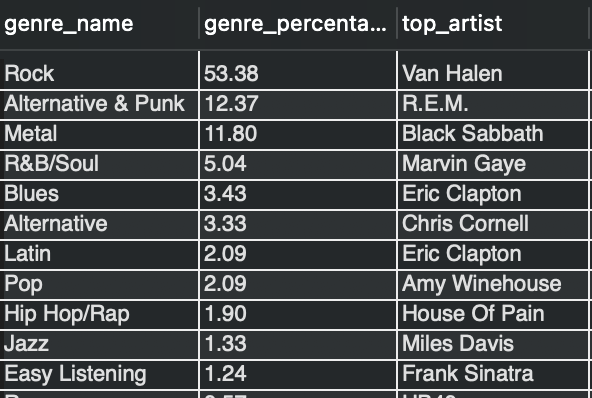 genre_name genre_percenta... top_artist
Rock 53.38 Van Halen
Alternative & Punk 12.37 R.E.M.
Metal 11.80 Black Sabbath
R&B/Soul 5.04 Marvin Gaye
Blues 3.43 Eric Clapton
Alternative 3.33 Chris Cornell
Latin 2.09 Eric Clapton
Pop 2.09 Amy Winehouse
Hip Hop/Rap 1.90 House Of Pain
Jazz 1.33 Miles Davis
Easy Listening 1.24 Frank Sinatra